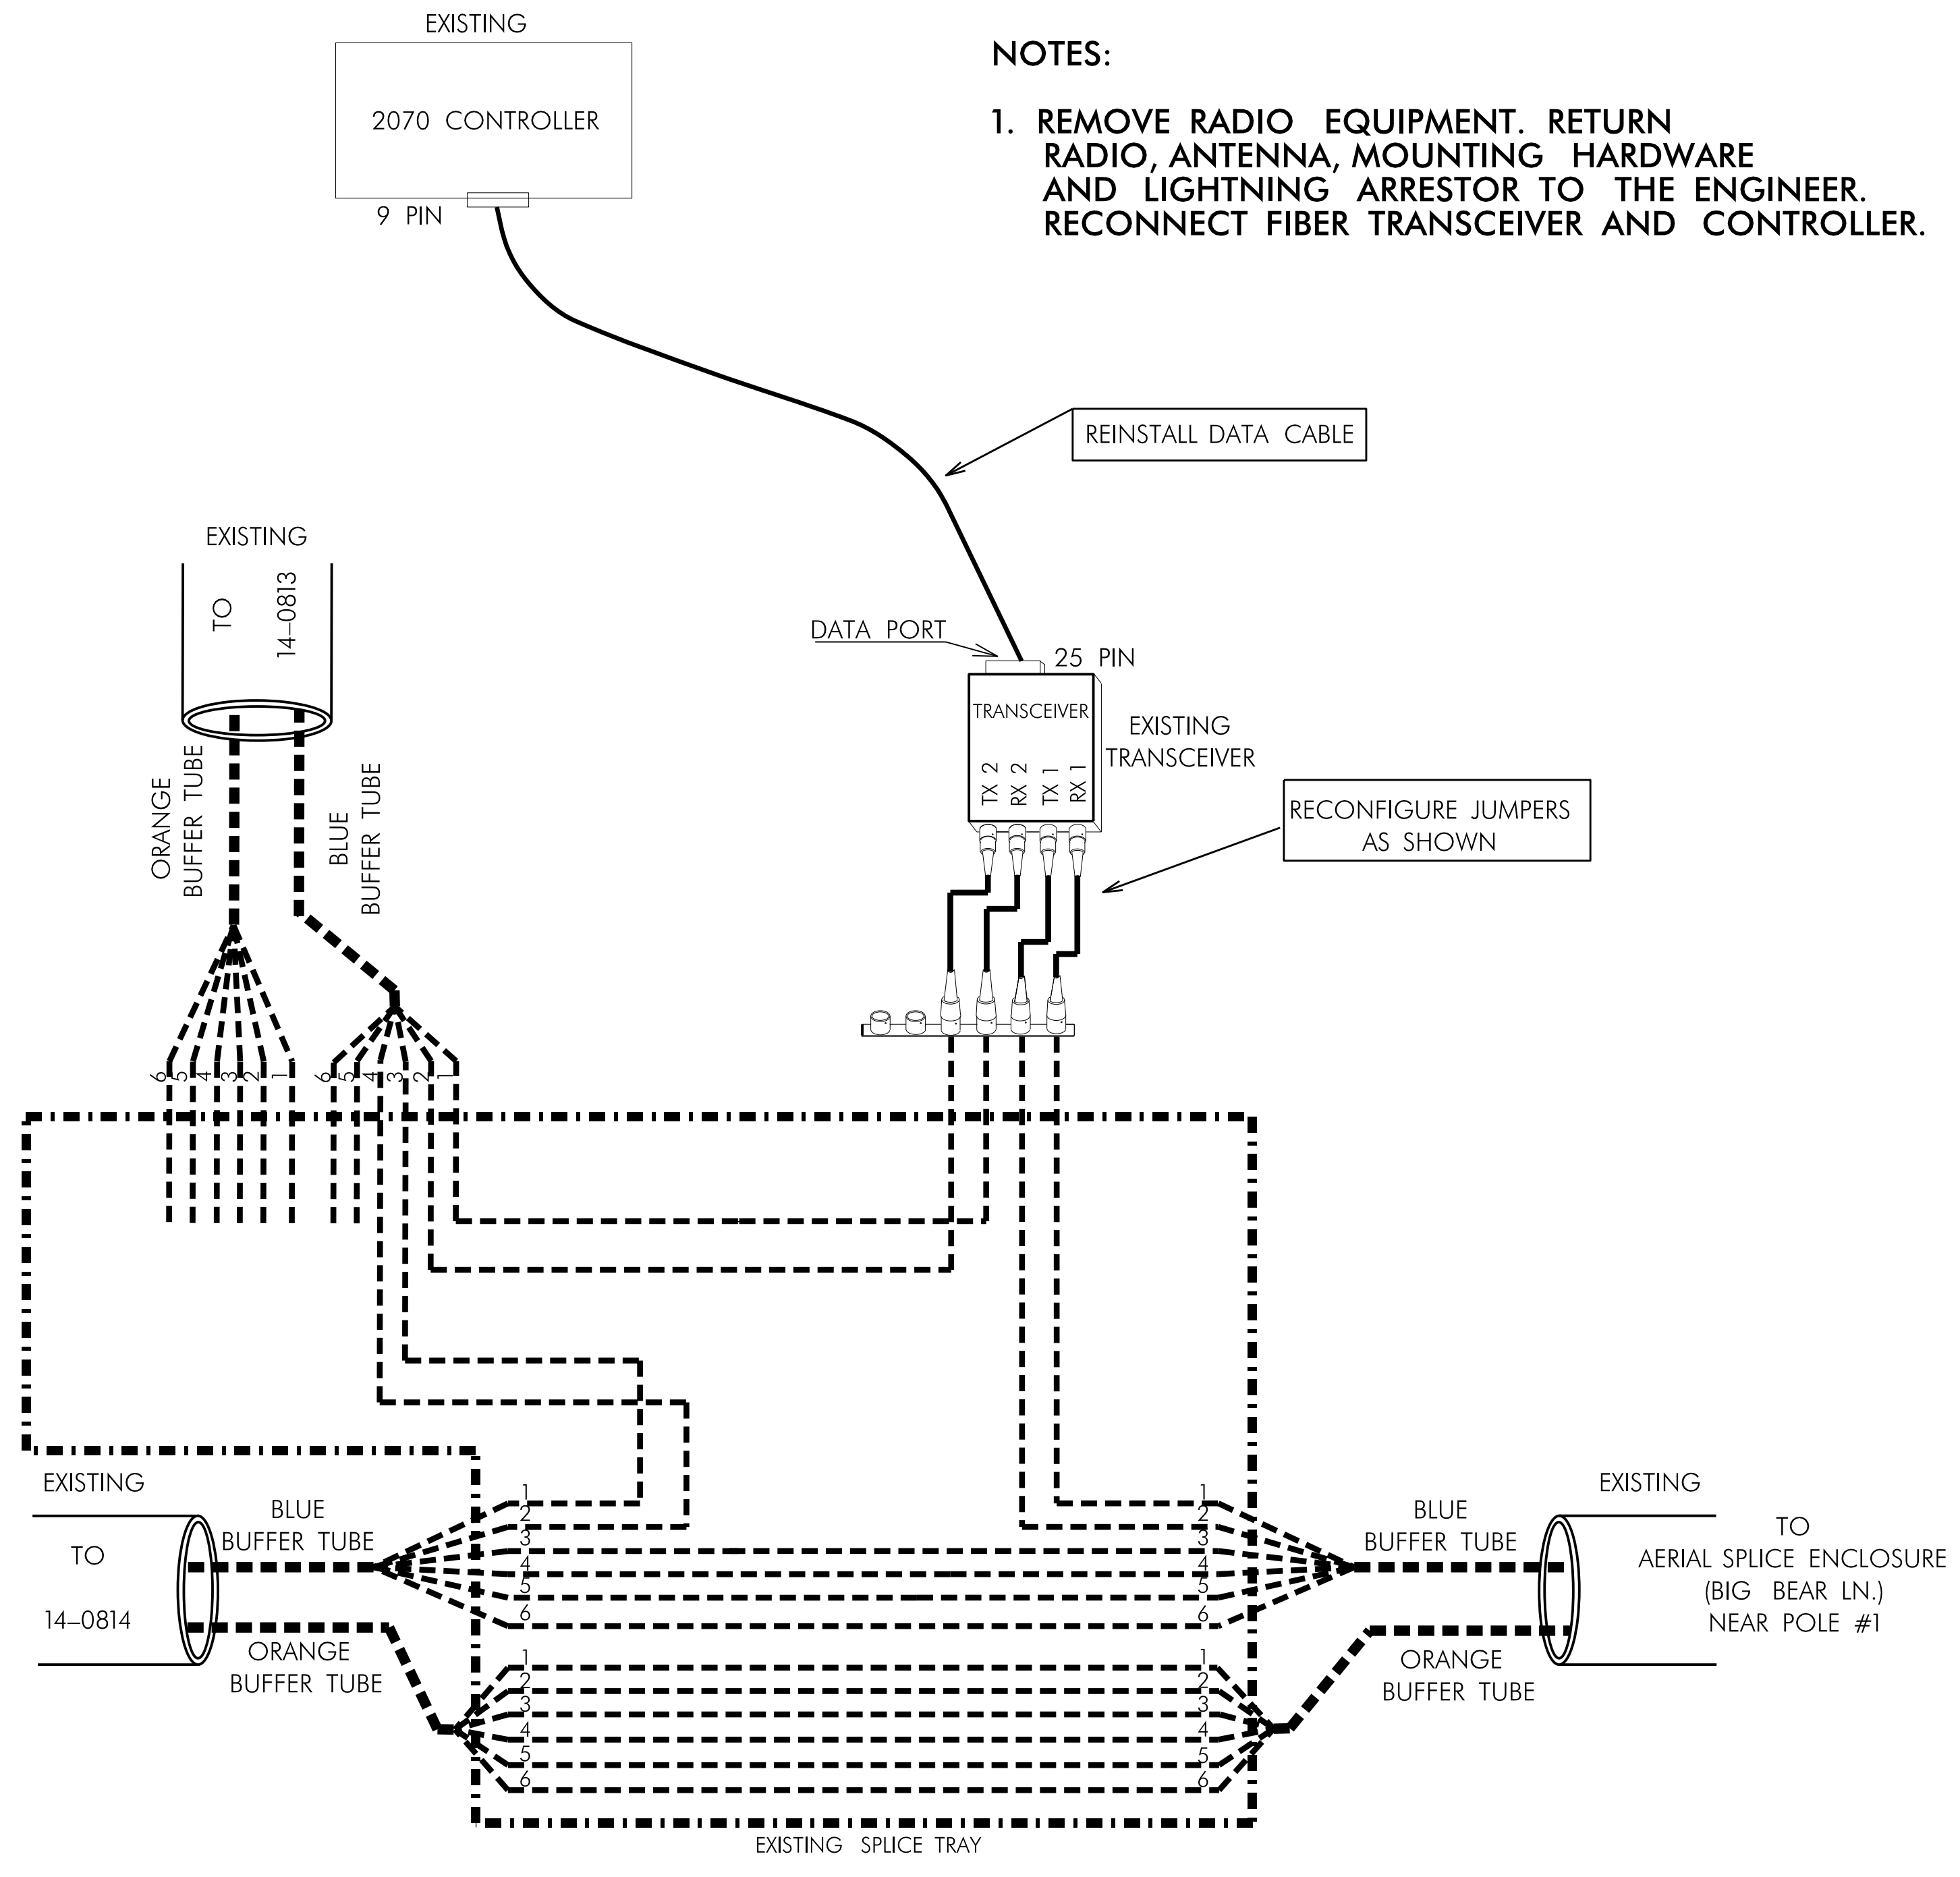 EXISTING
2070 CONTROLLER
9 PIN
NOTES:
1. REMOVE RADIO EQUIPMENT. RETURN
RADIO, ANTENNA, MOUNTING HARDWARE
AND LIGHTNING ARRESTOR TO THE ENGINEER.
RECONNECT FIBER TRANSCEIVER AND CONTROLLER.
REINSTALL DATA CABLE
EXISTING
TO
14–0813
DATA PORT
25 PIN
TRANSCEIVER
TX 2
RX 2
TX 1
RX 1
EXISTING
TRANSCEIVER
RECONFIGURE JUMPERS
AS SHOWN
ORANGE
BUFFER TUBE
BLUE
BUFFER TUBE
6
5
4
3
2
1
6
5
4
3
2
1
EXISTING
TO
14–0814
BLUE
BUFFER TUBE
ORANGE
BUFFER TUBE
1
2
3
4
5
6
1
2
3
4
5
6
1
2
3
4
5
6
1
2
3
4
5
6
BLUE
BUFFER TUBE
ORANGE
BUFFER TUBE
EXISTING
TO
AERIAL SPLICE ENCLOSURE
(BIG BEAR LN.)
NEAR POLE #1
EXISTING SPLICE TRAY